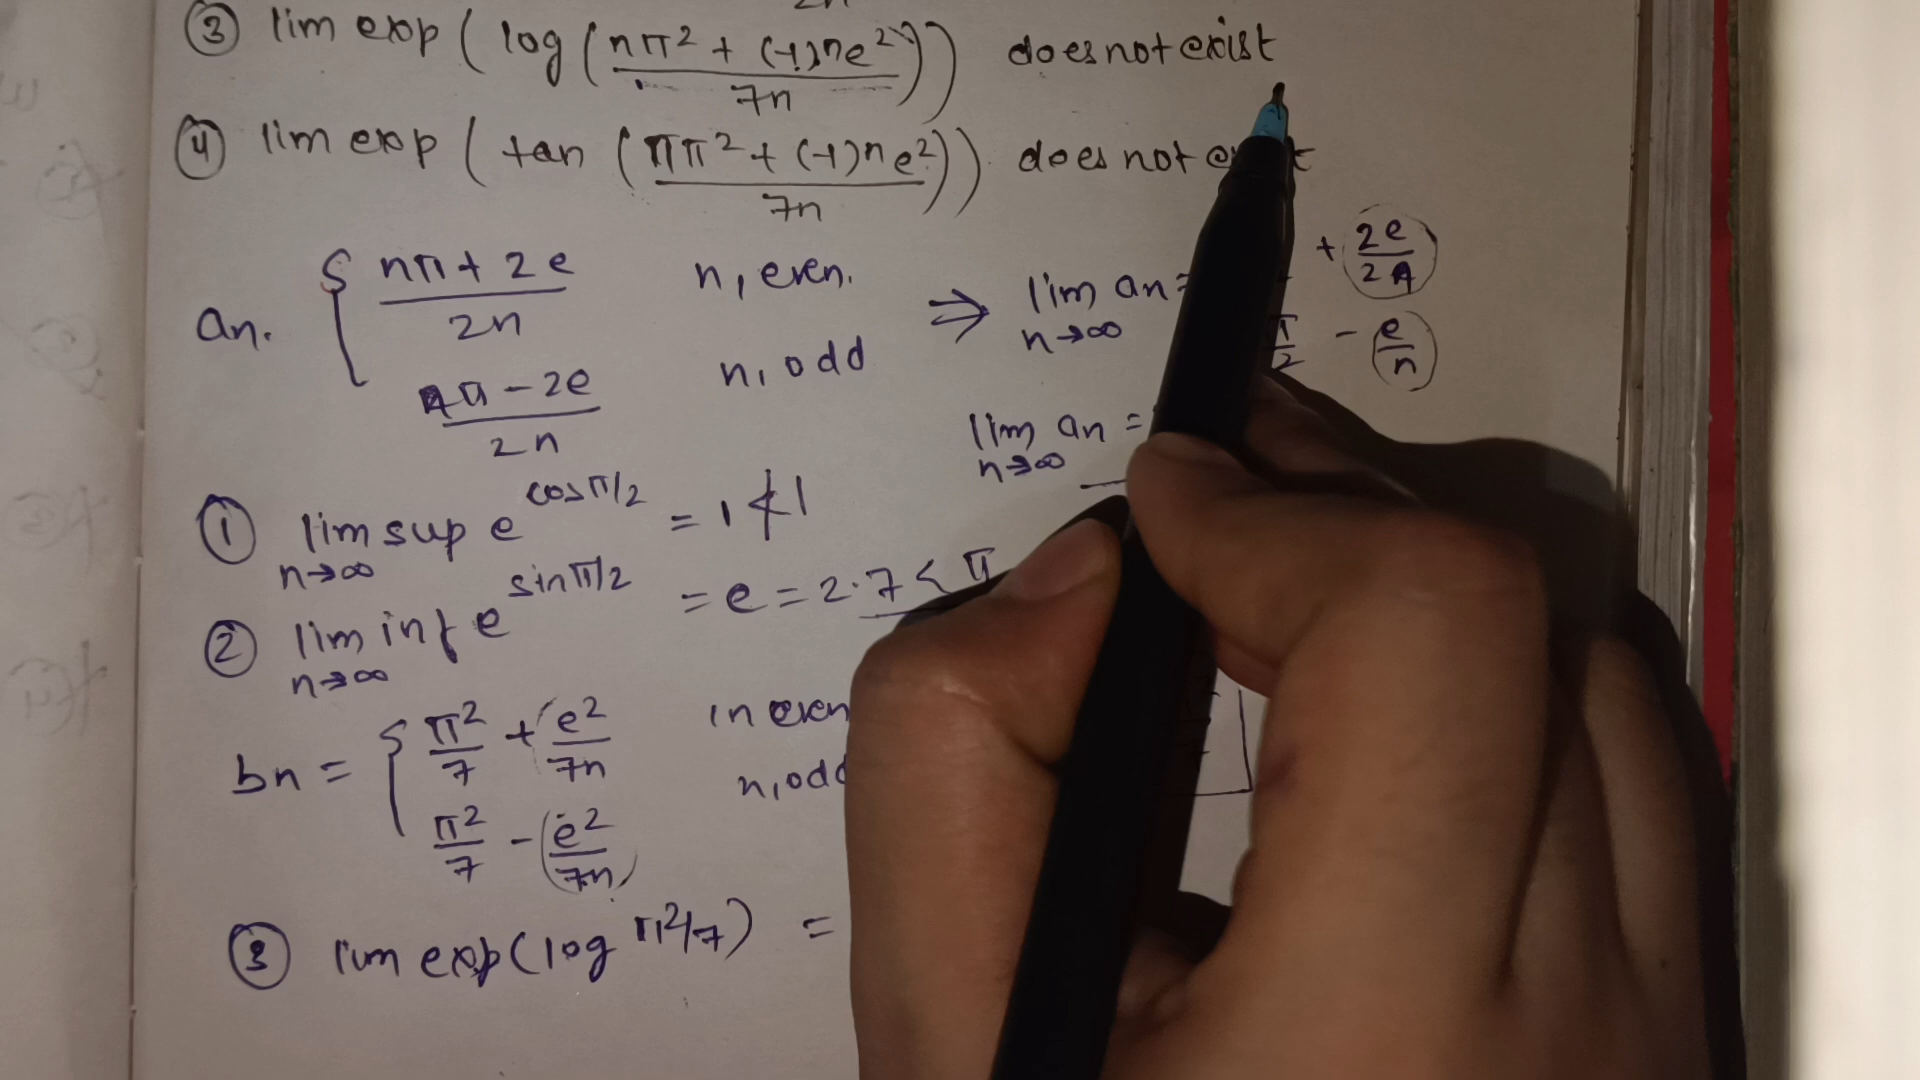 ③ lim exp ( log ( nπ² + (-1)ⁿe² / 7n )) does not exist
④ lim exp ( tan ( nπ² + (-1)ⁿ e² / 7n )) does not
an. { nπ + 2e / 2n n, even. ⇒ lim n→∞ an = + 2e / 2n
nπ - 2e / 2n n, odd π/2 - e/n
lim n→∞ an =
① lim sup n→∞ e^cos π/2 = 1 ≮ 1
② lim inf n→∞ e^sin π/2 = e = 2.7 < π
bn = { π²/7 + e²/7n , n even
π²/7 - e²/7n n, odd
③ lim exp(log π²/7) =